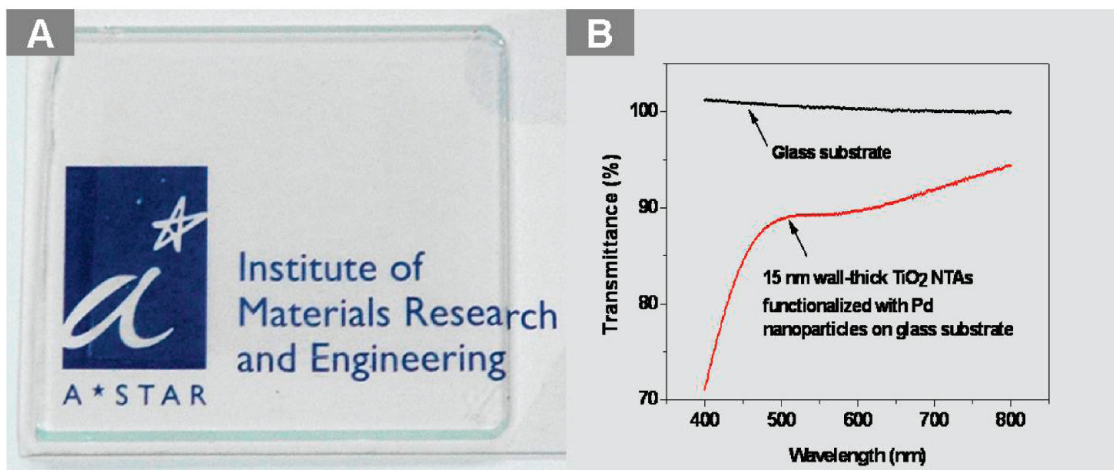 A
Institute of
Materials Research
and Engineering
A★STAR
B
Transmittance (%)
100
90
80
70
Glass substrate
15 nm wall-thick TiO₂ NTAs
functionalized with Pd
nanoparticles on glass substrate
400 500 600 700 800
Wavelength (nm)